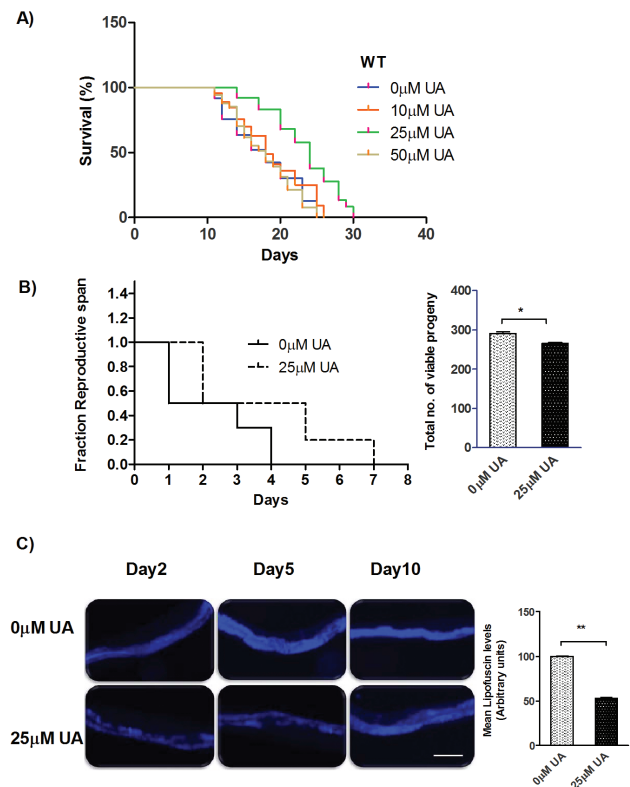 A)
150
100
50
0
Survival (%)
0 10 20 30 40
Days
WT
0μM UA
10μM UA
25μM UA
50μM UA
B)
1.4
1.2
1.0
0.8
0.6
0.4
0.2
0.0
Fraction Reproductive span
0 1 2 3 4 5 6 7 8
Days
0μM UA
25μM UA
400
300
200
100
0
Total no. of viable progeny
*
0μM UA
25μM UA
C)
Day2 Day5 Day10
0μM UA
25μM UA
150
100
50
0
Mean Lipofuscin levels
(Arbitrary units)
**
0μM UA
25μM UA